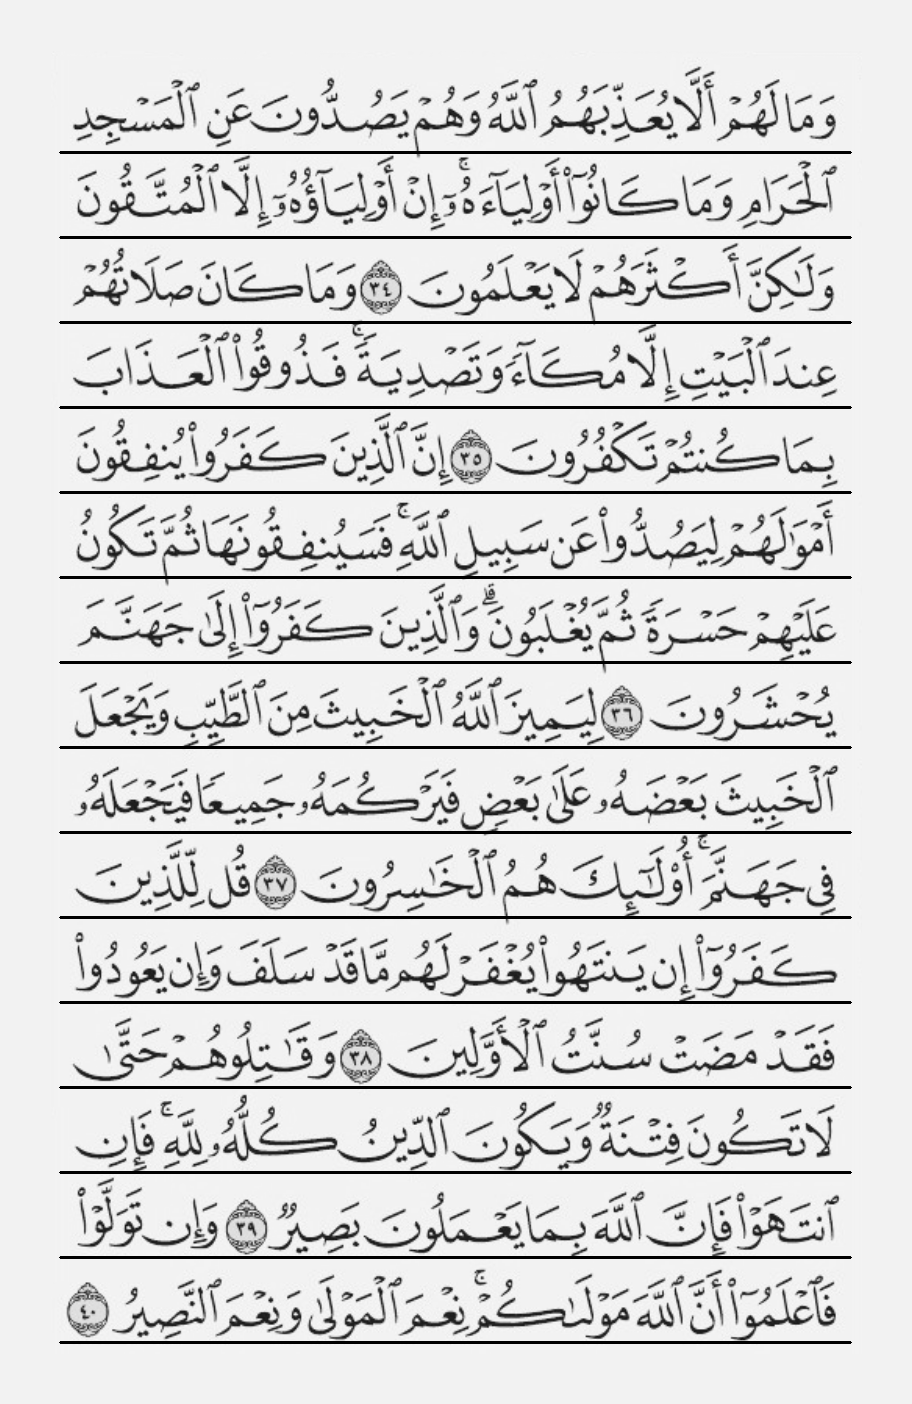 وَمَا لَهُمْ أَلَّا يُعَذِّبَهُمُ ٱللَّهُ وَهُمْ يَصُدُّونَ عَنِ ٱلْمَسْجِدِ
ٱلْحَرَامِ وَمَا كَانُوٓا۟ أَوْلِيَآءَهُۥٓ ۚ إِنْ أَوْلِيَآؤُهُۥٓ إِلَّا ٱلْمُتَّقُونَ
وَلَـٰكِنَّ أَكْثَرَهُمْ لَا يَعْلَمُونَ ٣٤ وَمَا كَانَ صَلَاتُهُمْ
عِندَ ٱلْبَيْتِ إِلَّا مُكَآءً وَتَصْدِيَةً ۚ فَذُوقُوا۟ ٱلْعَذَابَ
بِمَا كُنتُمْ تَكْفُرُونَ ٣٥ إِنَّ ٱلَّذِينَ كَفَرُوا۟ يُنفِقُونَ
أَمْوَٰلَهُمْ لِيَصُدُّوا۟ عَن سَبِيلِ ٱللَّهِ ۚ فَسَيُنفِقُونَهَا ثُمَّ تَكُونُ
عَلَيْهِمْ حَسْرَةً ثُمَّ يُغْلَبُونَ ۗ وَٱلَّذِينَ كَفَرُوٓا۟ إِلَىٰ جَهَنَّمَ
يُحْشَرُونَ ٣٦ لِيَمِيزَ ٱللَّهُ ٱلْخَبِيثَ مِنَ ٱلطَّيِّبِ وَيَجْعَلَ
ٱلْخَبِيثَ بَعْضَهُۥ عَلَىٰ بَعْضٍ فَيَرْكُمَهُۥ جَمِيعًا فَيَجْعَلَهُۥ
فِى جَهَنَّمَ ۚ أُو۟لَـٰٓئِكَ هُمُ ٱلْخَـٰسِرُونَ ٣٧ قُل لِّلَّذِينَ
كَفَرُوٓا۟ إِن يَنتَهُوا۟ يُغْفَرْ لَهُم مَّا قَدْ سَلَفَ وَإِن يَعُودُوا۟
فَقَدْ مَضَتْ سُنَّتُ ٱلْأَوَّلِينَ ٣٨ وَقَـٰتِلُوهُمْ حَتَّىٰ
لَا تَكُونَ فِتْنَةٌ وَيَكُونَ ٱلدِّينُ كُلُّهُۥ لِلَّهِ ۚ فَإِنِ
ٱنتَهَوْا۟ فَإِنَّ ٱللَّهَ بِمَا يَعْمَلُونَ بَصِيرٌ ٣٩ وَإِن تَوَلَّوْا۟
فَٱعْلَمُوٓا۟ أَنَّ ٱللَّهَ مَوْلَىٰكُمْ ۚ نِعْمَ ٱلْمَوْلَىٰ وَنِعْمَ ٱلنَّصِيرُ ٤٠